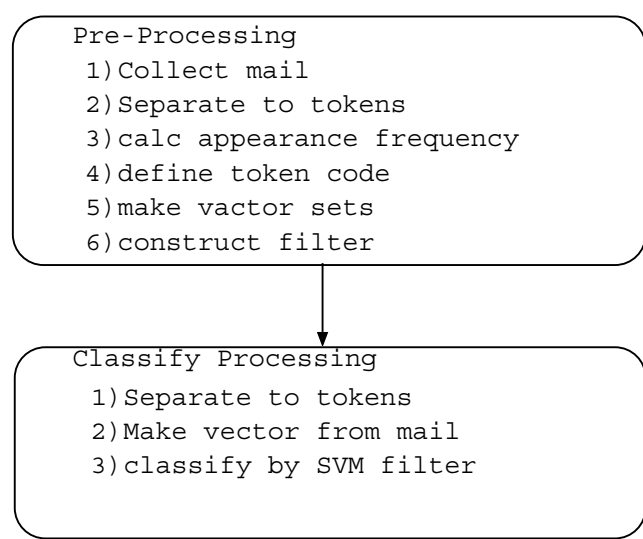 Pre-Processing
1)Collect mail
2)Separate to tokens
3)calc appearance frequency
4)define token code
5)make vactor sets
6)construct filter
Classify Processing
1)Separate to tokens
2)Make vector from mail
3)classify by SVM filter